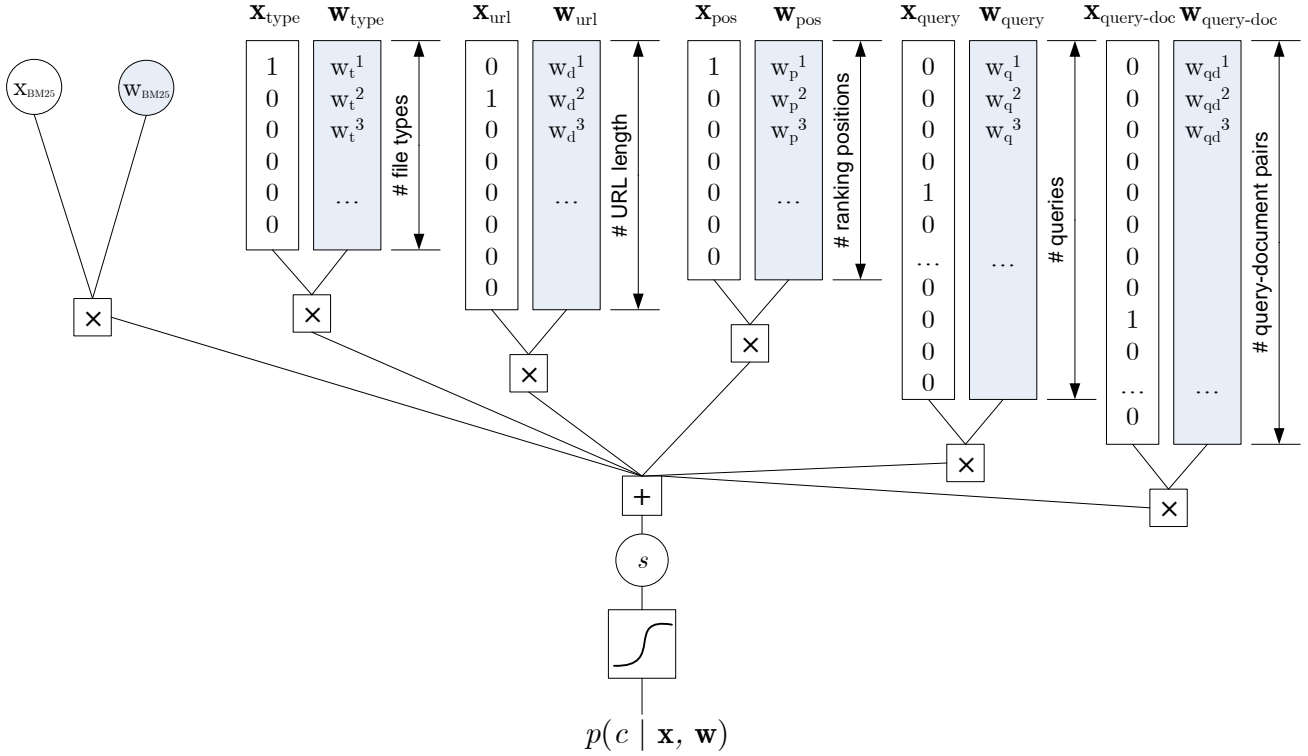 x_type w_type x_url w_url x_pos w_pos x_query w_query x_query-doc w_query-doc
x_BM25 w_BM25
1 0 0 0 0 0
w_t^1
w_t^2
w_t^3
...
# file types
0 1 0 0 0 0 0 0
w_d^1
w_d^2
w_d^3
...
# URL length
1 0 0 0 0 0 0
w_p^1
w_p^2
w_p^3
...
# ranking positions
0 0 0 0 1 0 ... 0 0 0 0
w_q^1
w_q^2
w_q^3
...
# queries
0 0 0 0 0 0 0 0 1 0 ... 0
w_qd^1
w_qd^2
w_qd^3
...
# query-document pairs
× × × × × ×
+
s
p(c | x, w)